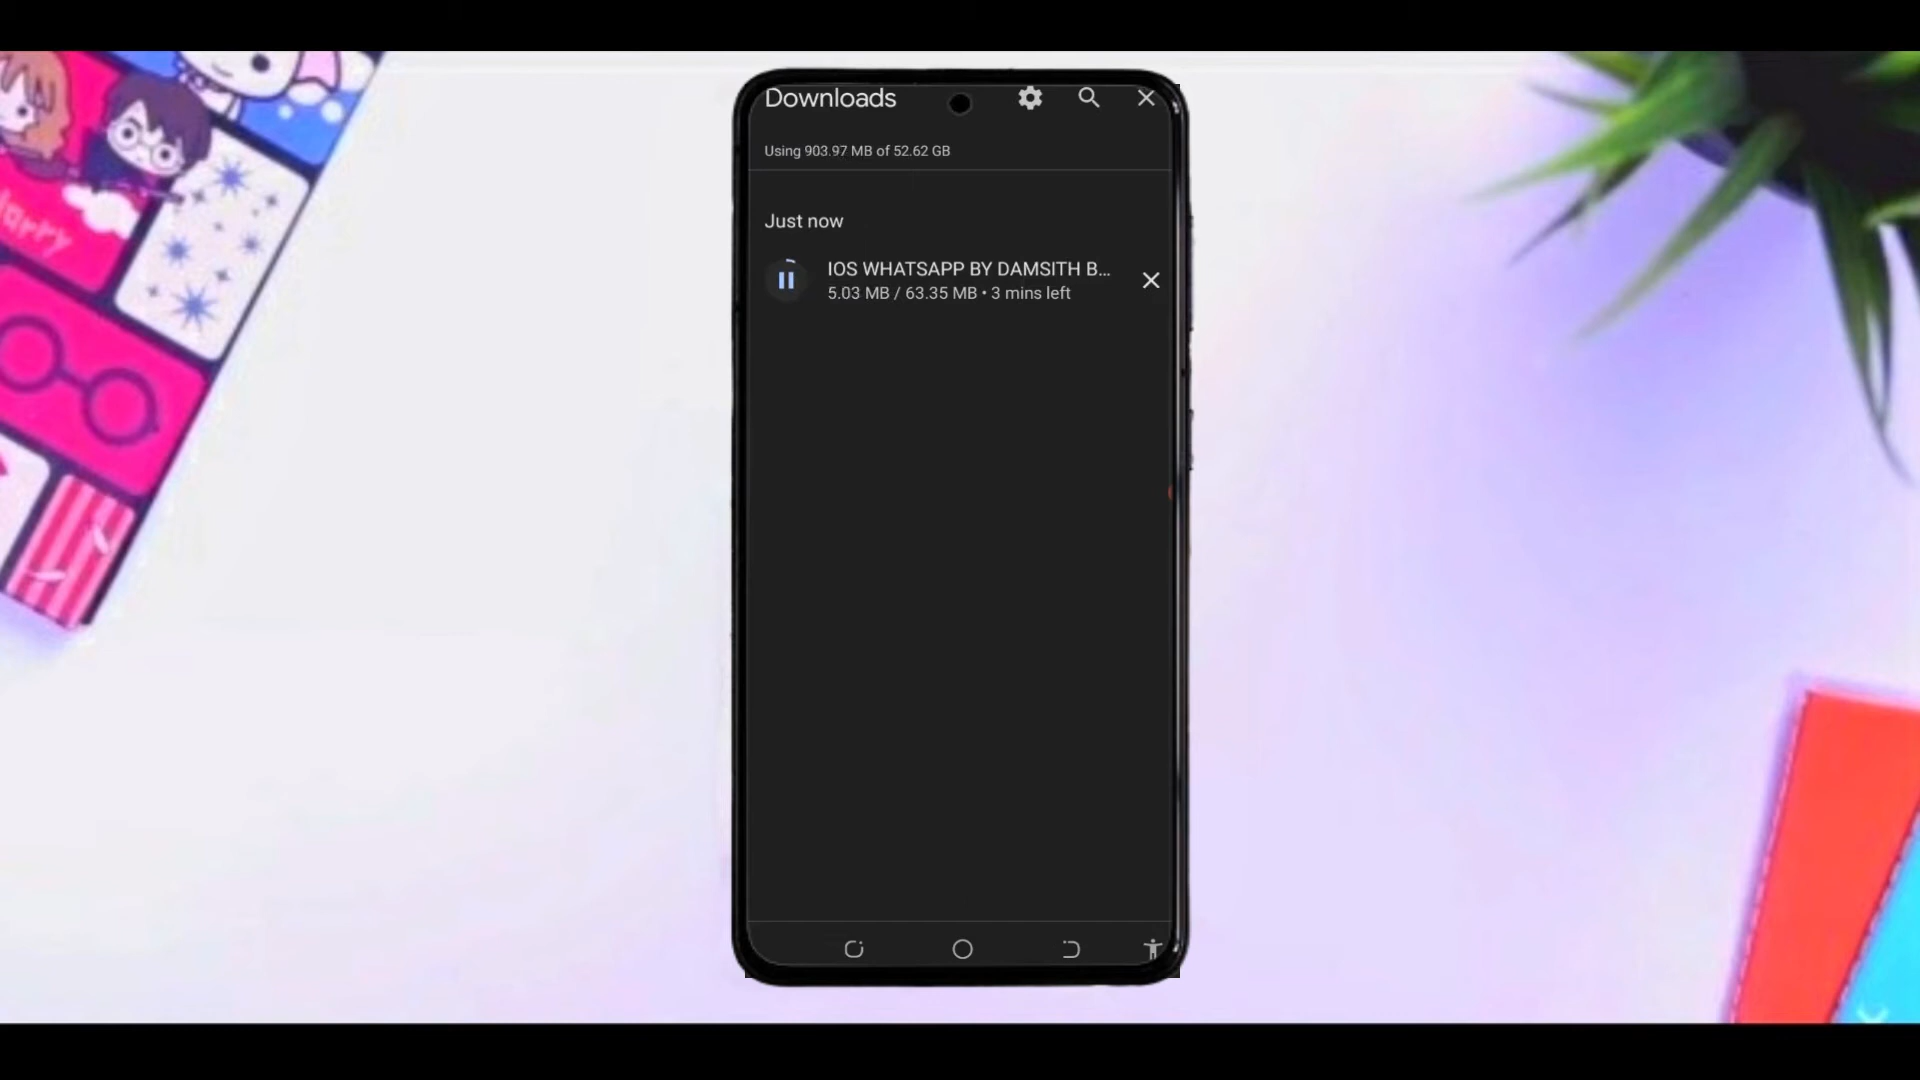 Downloads
Using 903.97 MB of 52.62 GB
Just now
IOS WHATSAPP BY DAMSITH B...
5.03 MB / 63.35 MB • 3 mins left
Happy